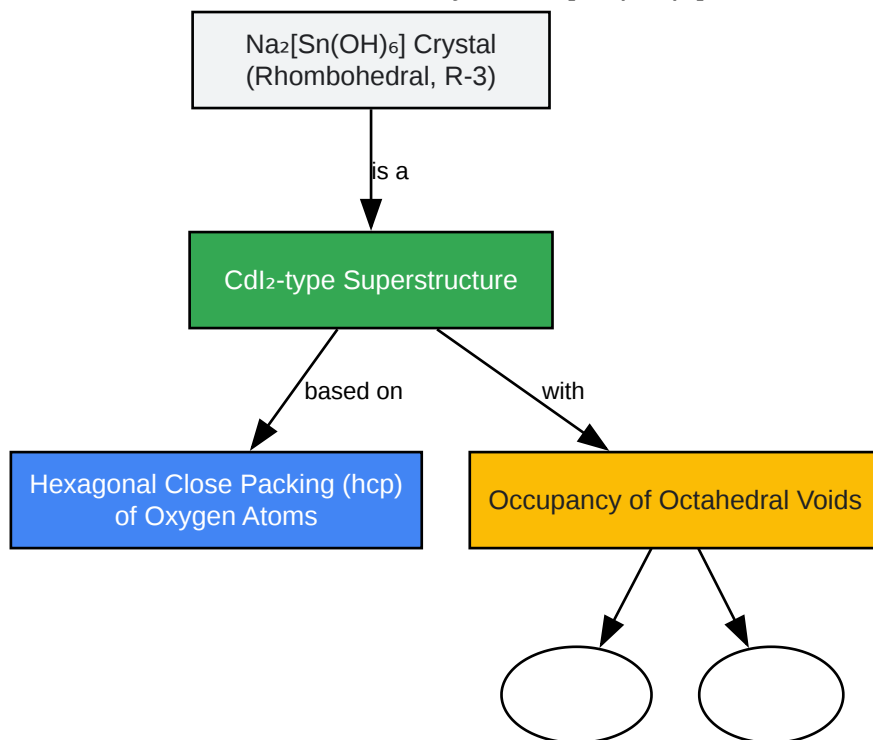 Na₂[Sn(OH)₆] Crystal
(Rhombohedral, R-3)
is a
CdI₂-type Superstructure
based on
with
Hexagonal Close Packing (hcp)
of Oxygen Atoms
Occupancy of Octahedral Voids